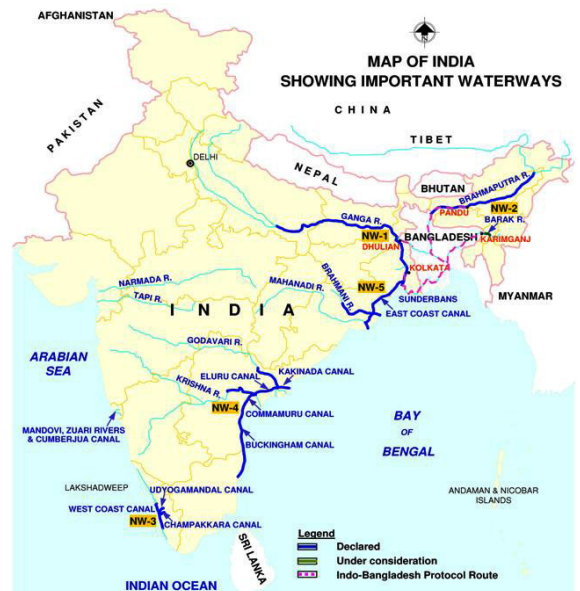 AFGHANISTAN
MAP OF INDIA
SHOWING IMPORTANT WATERWAYS
CHINA
PAKISTAN
TIBET
DELHI
NEPAL
BHUTAN
BRAHMAPUTRA R.
NW-2
PANDU
BARAK R.
GANGA R.
NW-1
BANGLADESH
KARIMGANJ
DHULIAN
KOLKATA
NW-5
NARMADA R.
MAHANADI R.
BRAHMANI R.
SUNDERBANS
MYANMAR
TAPI R.
INDIA
EAST COAST CANAL
GODAVARI R.
ARABIAN
SEA
KAKINADA CANAL
ELURU CANAL
KRISHNA R.
NW-4
COMMAMURU CANAL
BAY
OF
BENGAL
MANDOVI, ZUARI RIVERS
& CUMBERJUA CANAL
BUCKINGHAM CANAL
LAKSHADWEEP
UDYOGAMANDAL CANAL
ANDAMAN & NICOBAR
ISLANDS
WEST COAST CANAL
NW-3
CHAMPAKKARA CANAL
SRI LANKA
Legend
Declared
Under consideration
Indo-Bangladesh Protocol Route
INDIAN OCEAN